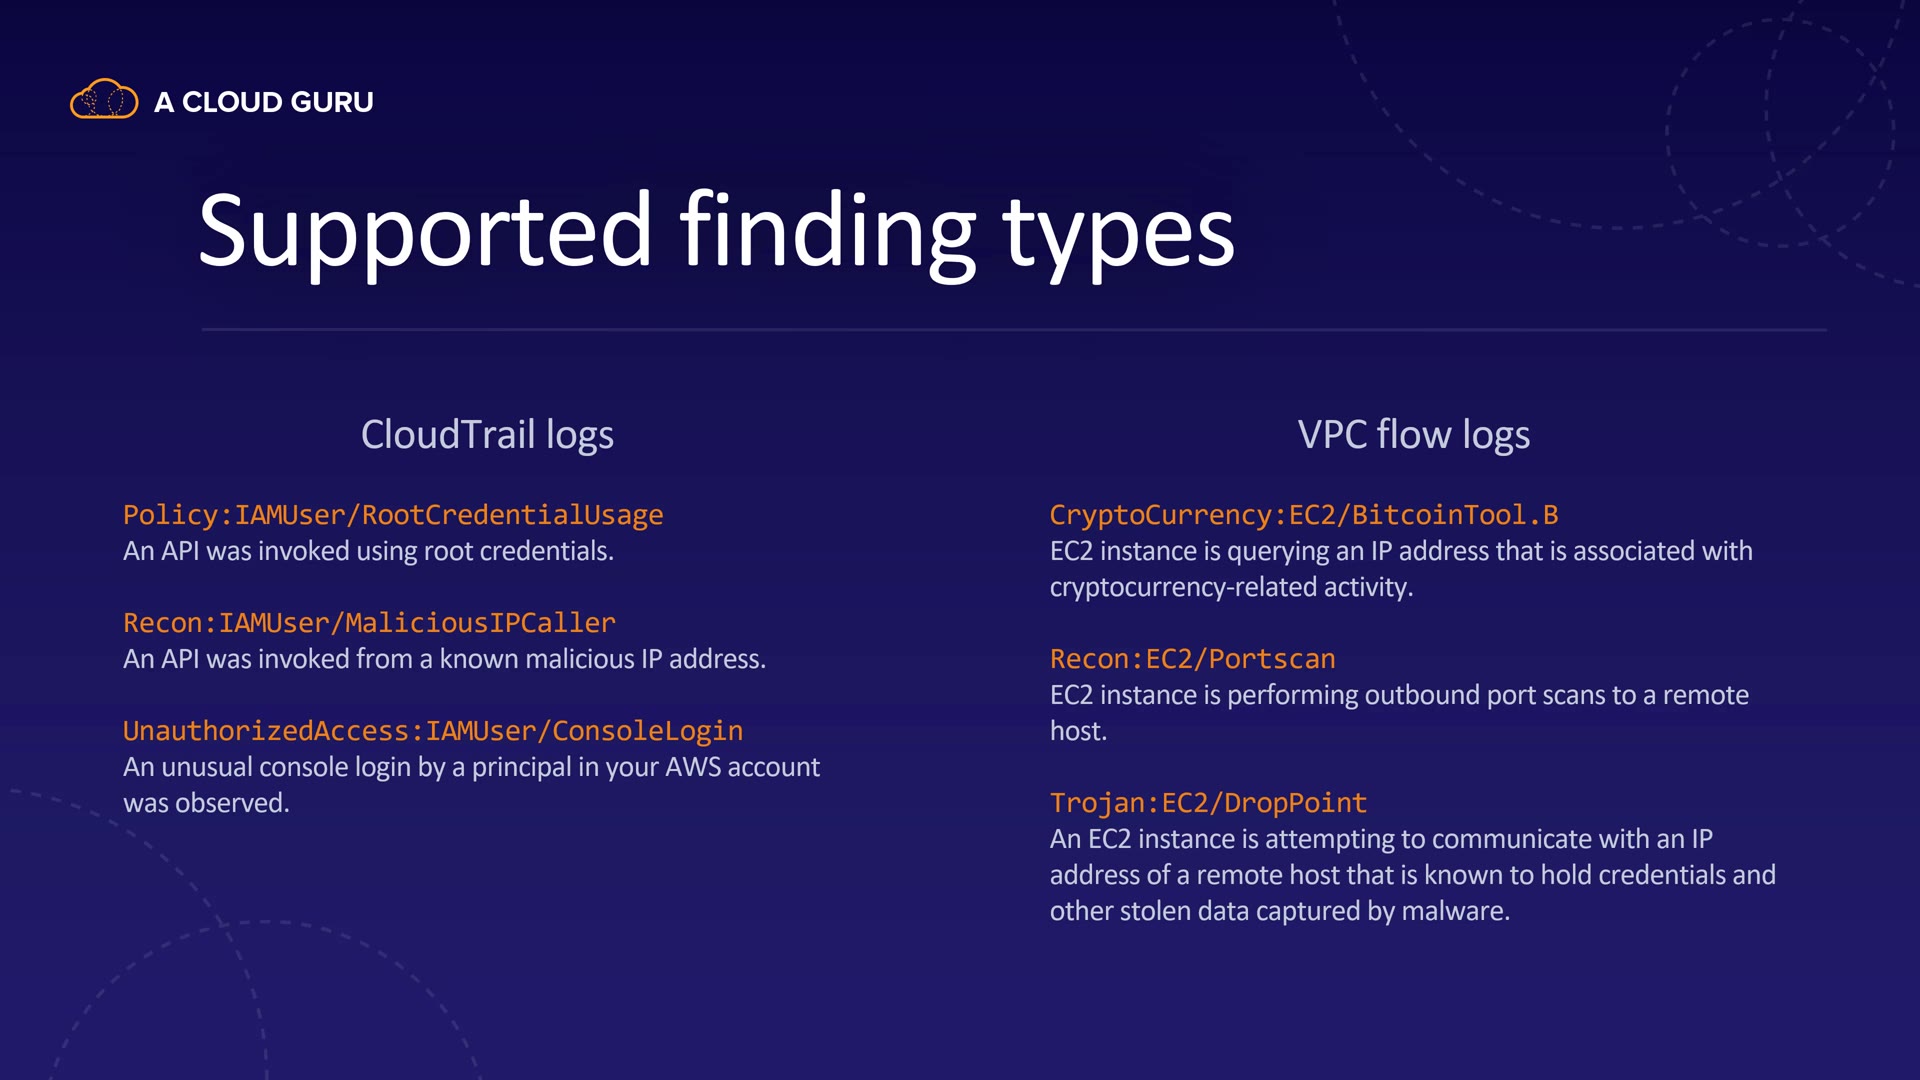 A CLOUD GURU
Supported finding types
CloudTrail logs
Policy:IAMUser/RootCredentialUsage
An API was invoked using root credentials.
Recon:IAMUser/MaliciousIPCaller
An API was invoked from a known malicious IP address.
UnauthorizedAccess:IAMUser/ConsoleLogin
An unusual console login by a principal in your AWS account
was observed.
VPC flow logs
CryptoCurrency:EC2/BitcoinTool.B
EC2 instance is querying an IP address that is associated with
cryptocurrency-related activity.
Recon:EC2/Portscan
EC2 instance is performing outbound port scans to a remote
host.
Trojan:EC2/DropPoint
An EC2 instance is attempting to communicate with an IP
address of a remote host that is known to hold credentials and
other stolen data captured by malware.